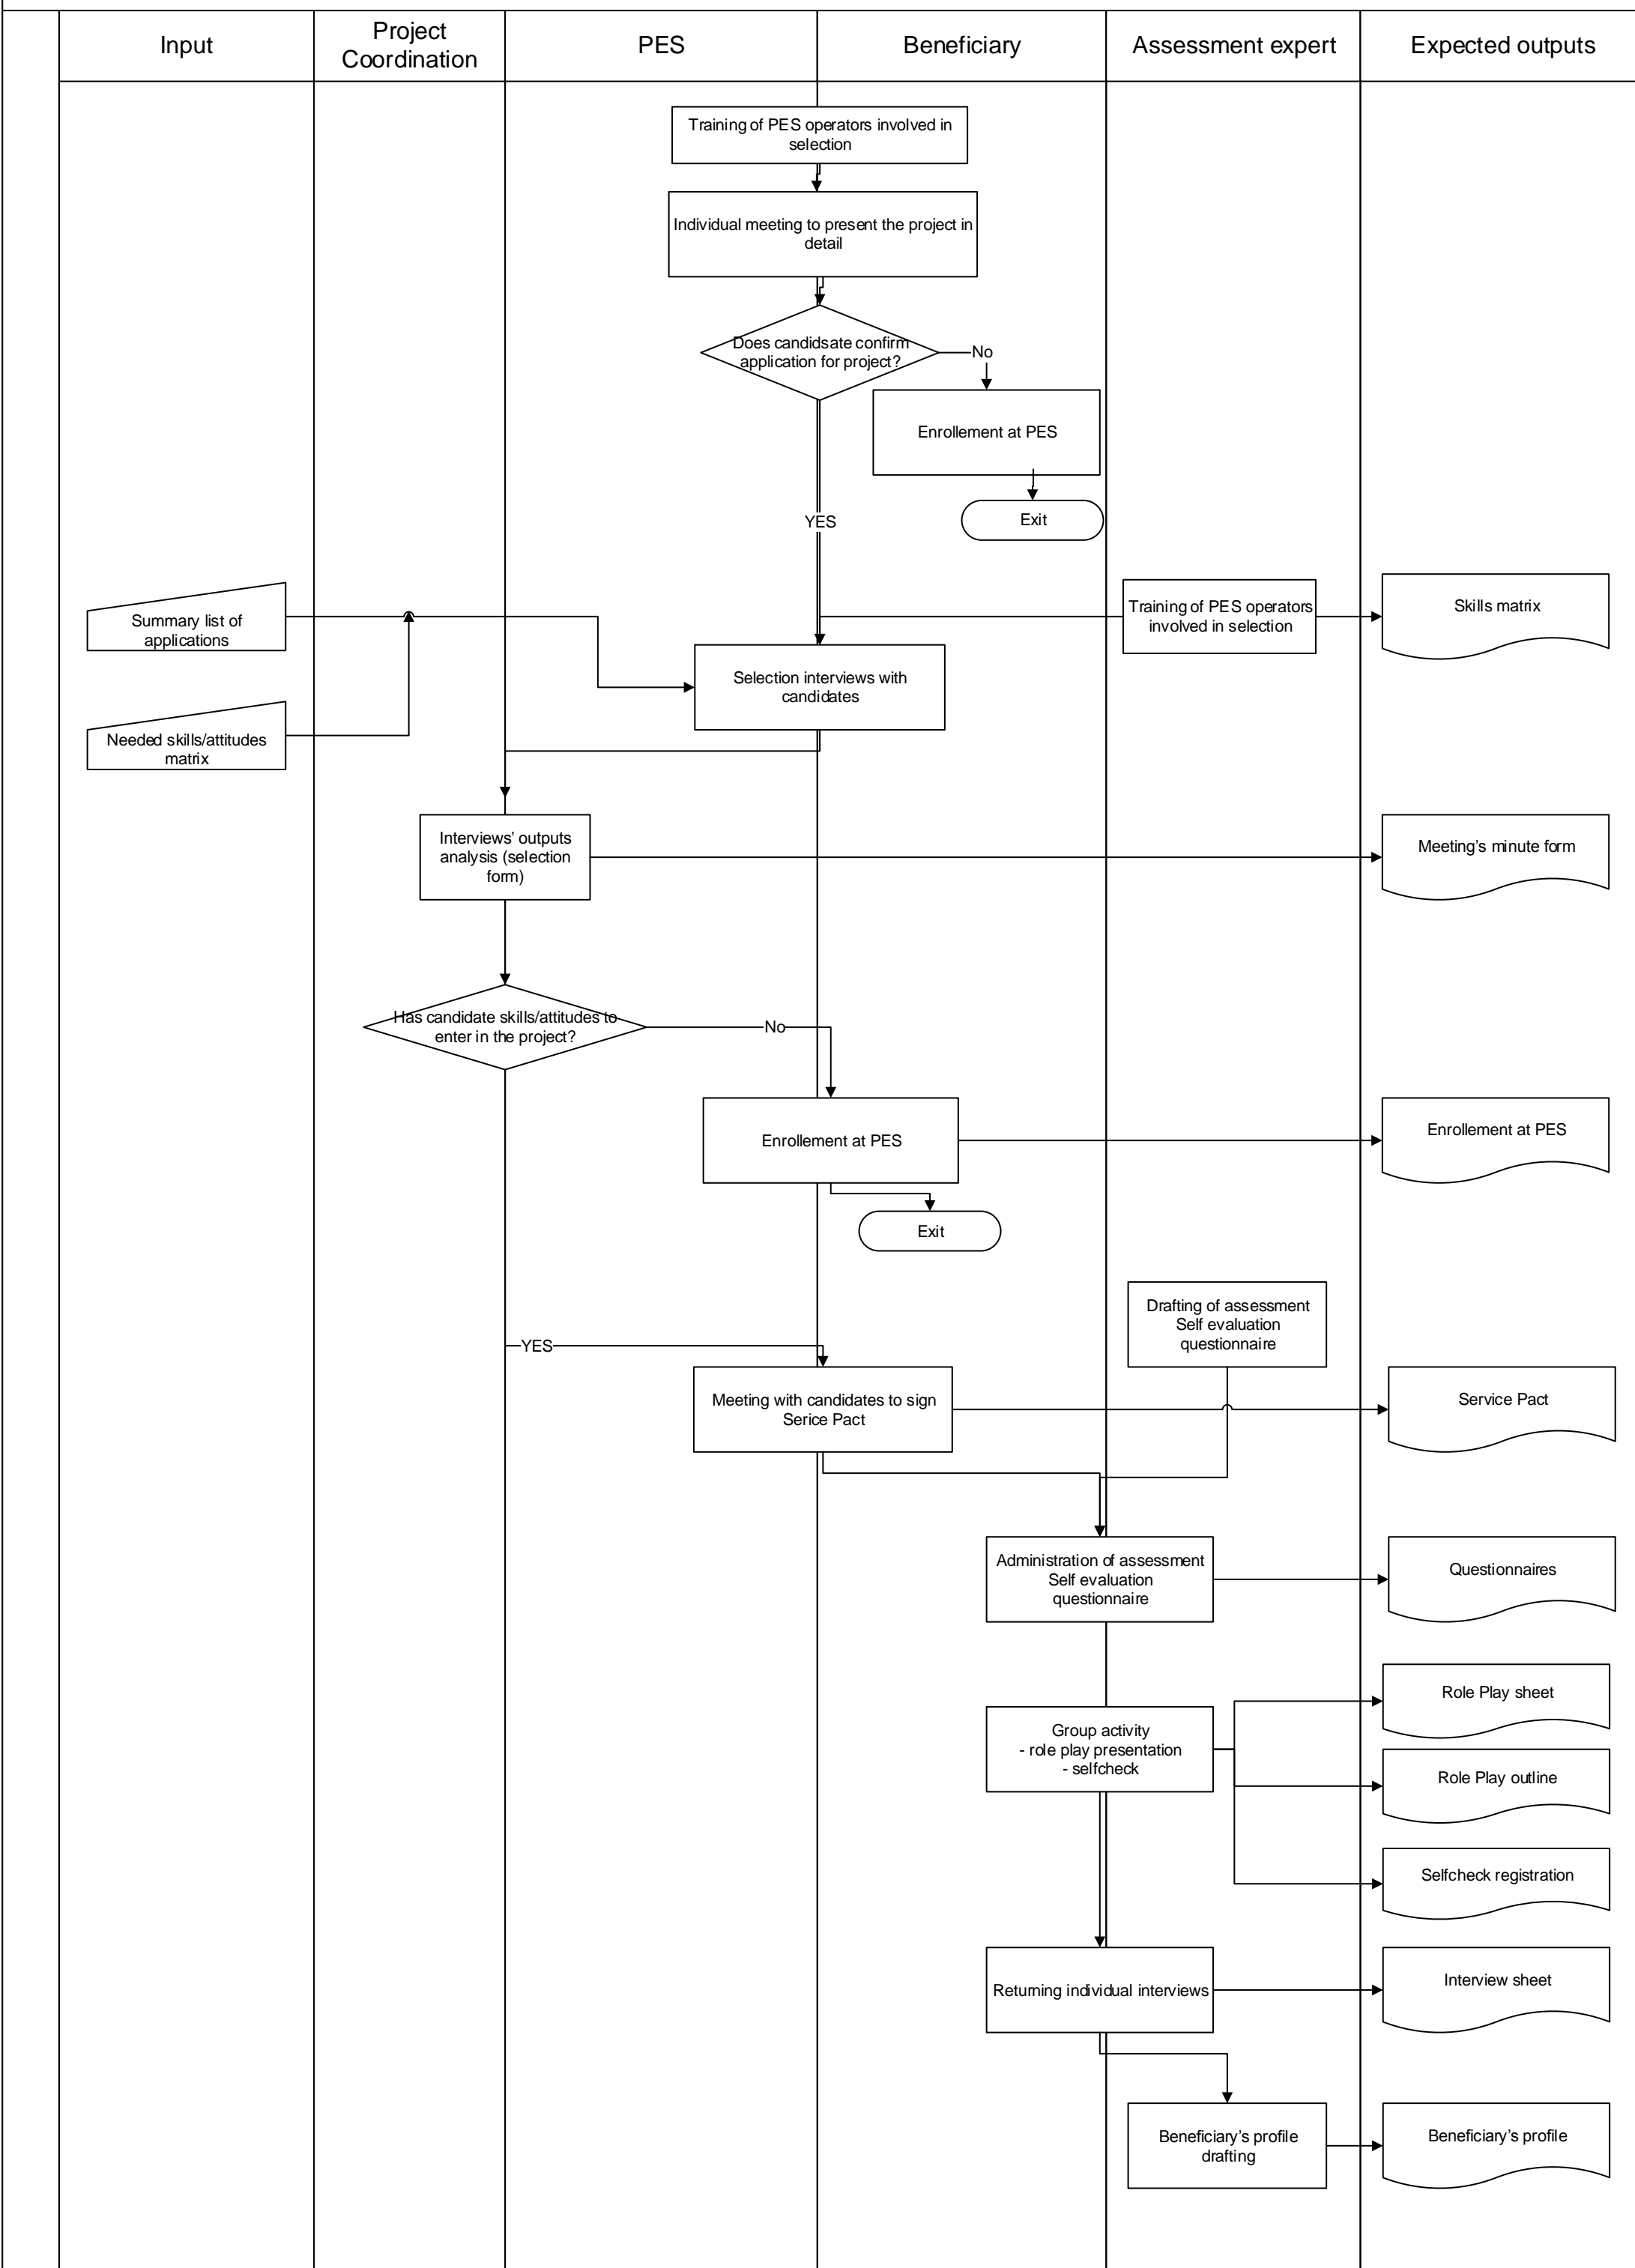 Input
Project
Coordination
PES
Beneficiary
Assessment expert
Expected outputs
Training of PES operators involved in
selection
Individual meeting to present the project in
detail
Does candidsate confirm
application for project?
No
Enrollement at PES
Exit
YES
Summary list of
applications
Training of PES operators
involved in selection
Skills matrix
Selection interviews with
candidates
Needed skills/attitudes
matrix
Interviews’ outputs
analysis (selection
form)
Meeting’s minute form
Has candidate skills/attitudes to
enter in the project?
No
Enrollement at PES
Enrollement at PES
Exit
Drafting of assessment
Self evaluation
questionnaire
YES
Meeting with candidates to sign
Serice Pact
Service Pact
Administration of assessment
Self evaluation
questionnaire
Questionnaires
Role Play sheet
Group activity
- role play presentation
- selfcheck
Role Play outline
Selfcheck registration
Returning individual interviews
Interview sheet
Beneficiary’s profile
drafting
Beneficiary’s profile